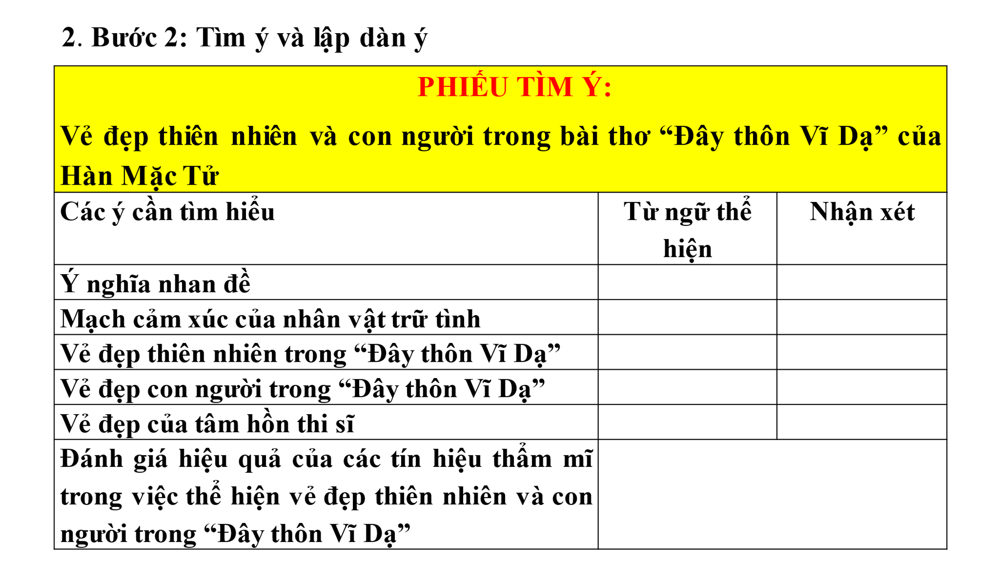 2. Bước 2: Tìm ý và lập dàn ý
PHIẾU TÌM Ý:
Vẻ đẹp thiên nhiên và con người trong bài thơ “Đây thôn Vĩ Dạ” của
Hàn Mặc Tử
Các ý cần tìm hiểu
Từ ngữ thể
hiện
Nhận xét
Ý nghĩa nhan đề
Mạch cảm xúc của nhân vật trữ tình
Vẻ đẹp thiên nhiên trong “Đây thôn Vĩ Dạ”
Vẻ đẹp con người trong “Đây thôn Vĩ Dạ”
Vẻ đẹp của tâm hồn thi sĩ
Đánh giá hiệu quả của các tín hiệu thẩm mĩ
trong việc thể hiện vẻ đẹp thiên nhiên và con
người trong “Đây thôn Vĩ Dạ”